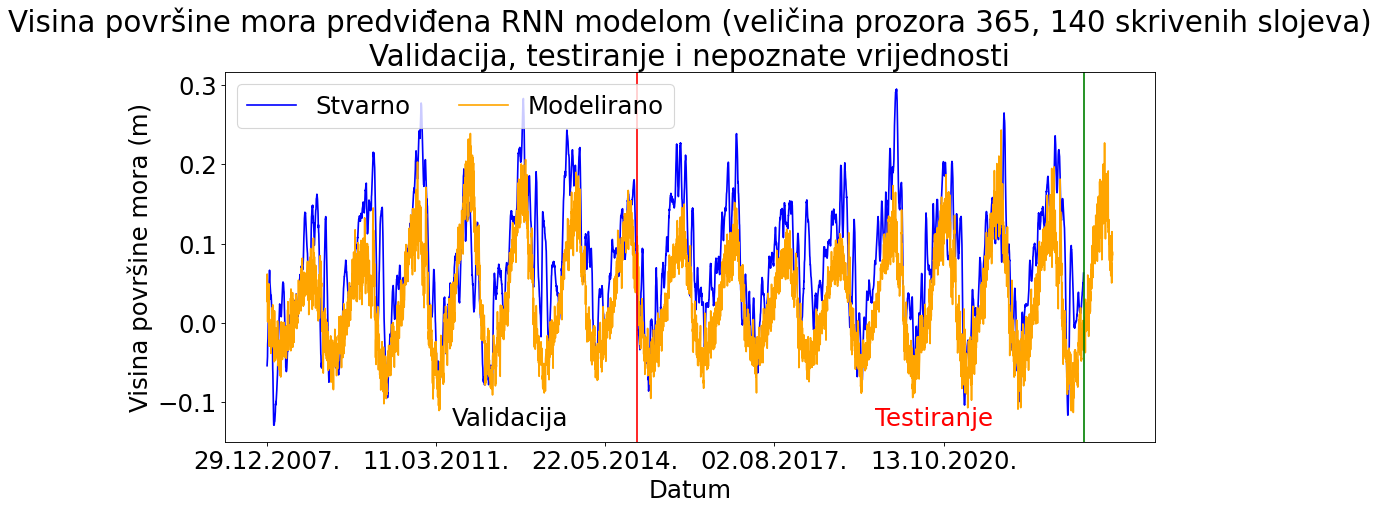 Visina površine mora predviđena RNN modelom (veličina prozora 365, 140 skrivenih slojeva)
Validacija, testiranje i nepoznate vrijednosti
Stvarno
Modelirano
0.3
0.2
0.1
0.0
−0.1
Visina površine mora (m)
Validacija
Testiranje
29.12.2007.
11.03.2011.
22.05.2014.
02.08.2017.
13.10.2020.
Datum